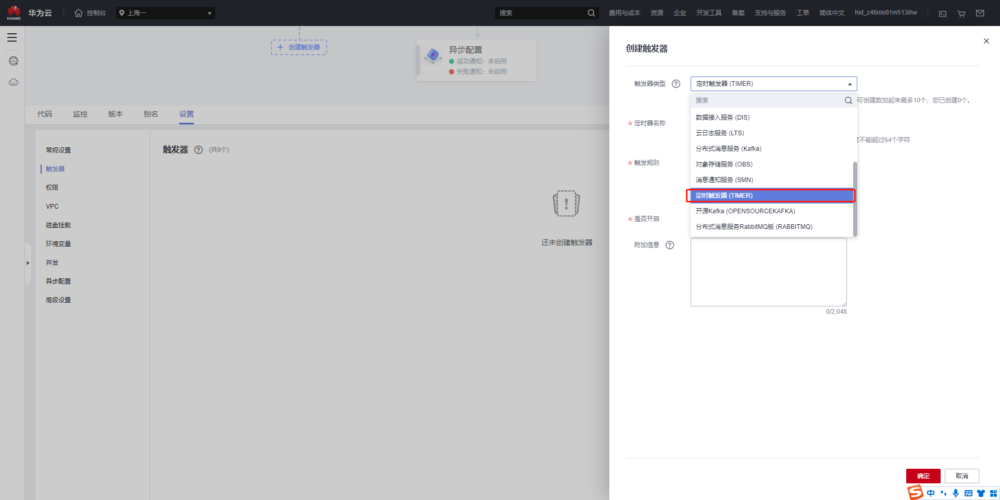 HUAWEI
华为云
控制台
上海一
搜索
费用与成本
资源
企业
开发工具
备案
支持与服务
工单
简体中文
hid_z46nlo01m513ihw
创建触发器
异步配置
成功通知：未启用
失败通知：未启用
代码
监控
版本
别名
设置
常规设置
触发器
权限
VPC
磁盘挂载
环境变量
并发
异步配置
高级设置
触发器 ? (共0个)
还未创建触发器
创建触发器
触发器类型 ?
定时触发器 (TIMER)
搜索
可创建数加起来最多10个，您已创建0个。
数据接入服务 (DIS)
* 定时器名称
云日志服务 (LTS)
度不能超过64个字符
分布式消息服务 (Kafka)
* 触发规则
对象存储服务 (OBS)
消息通知服务 (SMN)
定时触发器 (TIMER)
开源Kafka (OPENSOURCEKAFKA)
* 是否开启
分布式消息服务RabbitMQ版 (RABBITMQ)
附加信息 ?
0/2,048
确定
取消
S 中